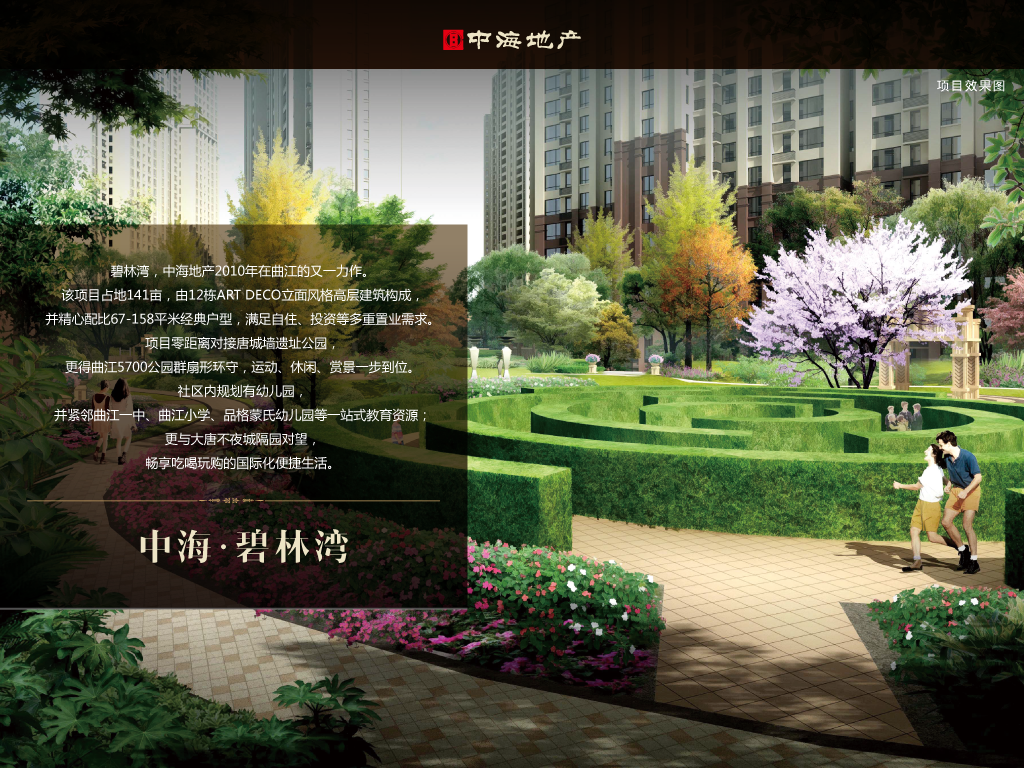 中海地产
项目效果图
碧林湾，中海地产2010年在曲江的又一力作。
该项目占地141亩，由12栋ART DECO立面风格高层建筑构成，
并精心配比67-158平米经典户型，满足自住、投资等多重置业需求。
项目零距离对接唐城墙遗址公园，
更得曲江5700公园群扇形环守，运动、休闲、赏景一步到位。
社区内规划有幼儿园，
并紧邻曲江一中、曲江小学、品格蒙氏幼儿园等一站式教育资源；
更与大唐不夜城隔园对望，
畅享吃喝玩购的国际化便捷生活。
中海·碧林湾